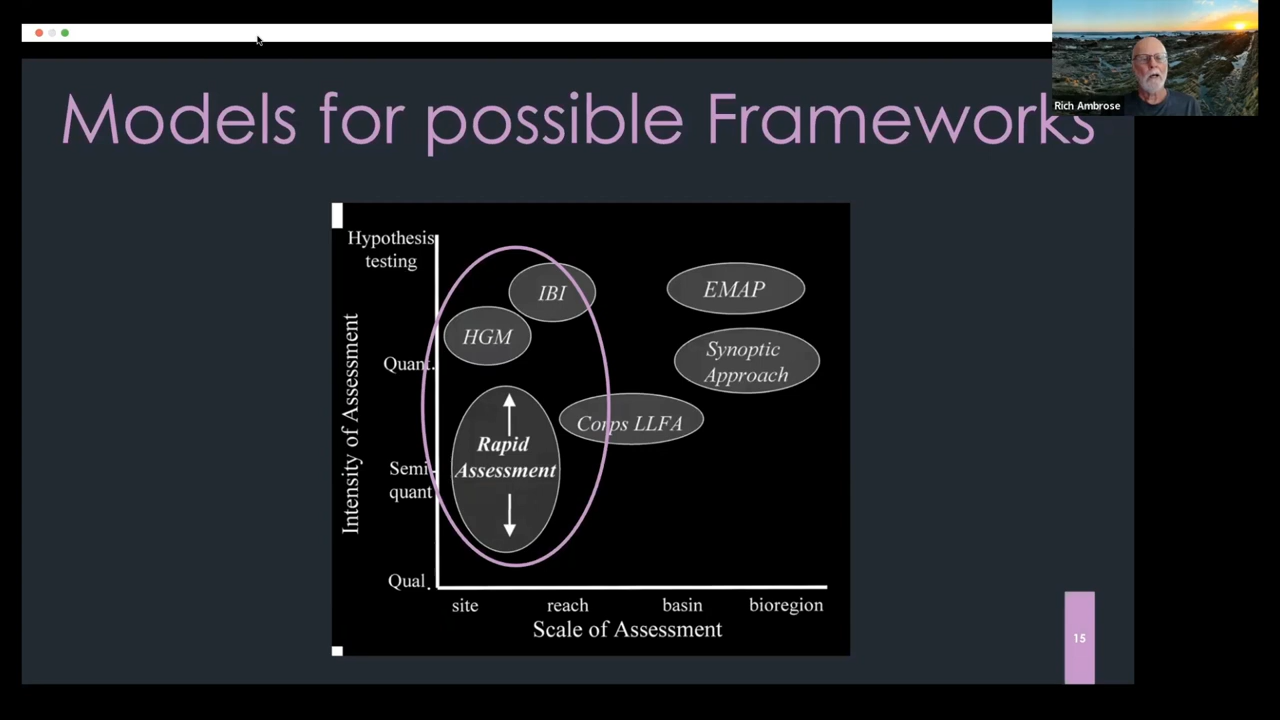 Models for possible Frameworks
Rich Ambrose
Hypothesis
testing
IBI
EMAP
HGM
Quant.
Synoptic
Approach
Corps LLFA
Rapid
Assessment
Semi
quant
Qual.
Intensity of Assessment
site reach basin bioregion
Scale of Assessment
15